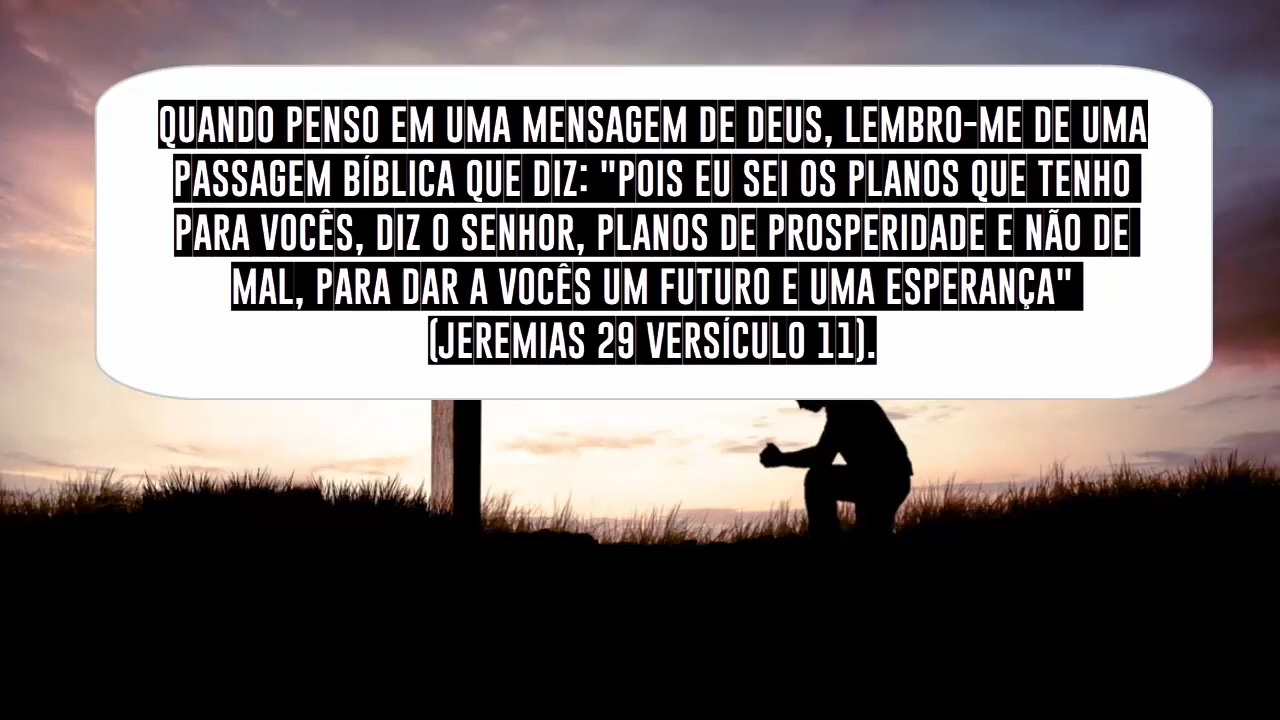 QUANDO PENSO EM UMA MENSAGEM DE DEUS, LEMBRO-ME DE UMA
PASSAGEM BÍBLICA QUE DIZ: "POIS EU SEI OS PLANOS QUE TENHO
PARA VOCÊS, DIZ O SENHOR, PLANOS DE PROSPERIDADE E NÃO DE
MAL, PARA DAR A VOCÊS UM FUTURO E UMA ESPERANÇA"
(JEREMIAS 29 VERSÍCULO 11).